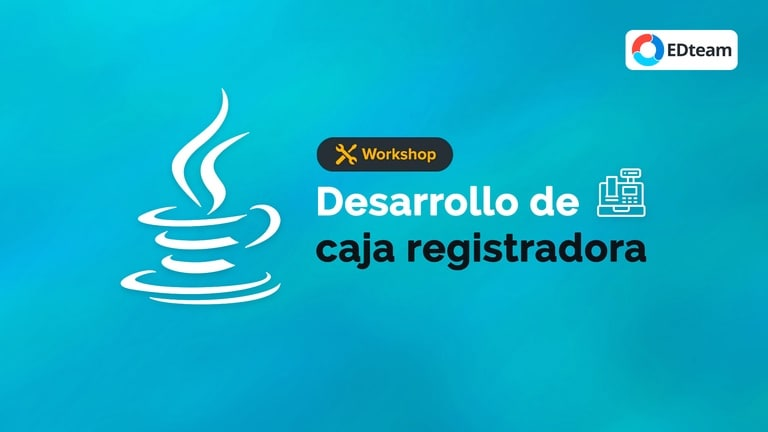 EDteam
Workshop
Desarrollo de
caja registradora